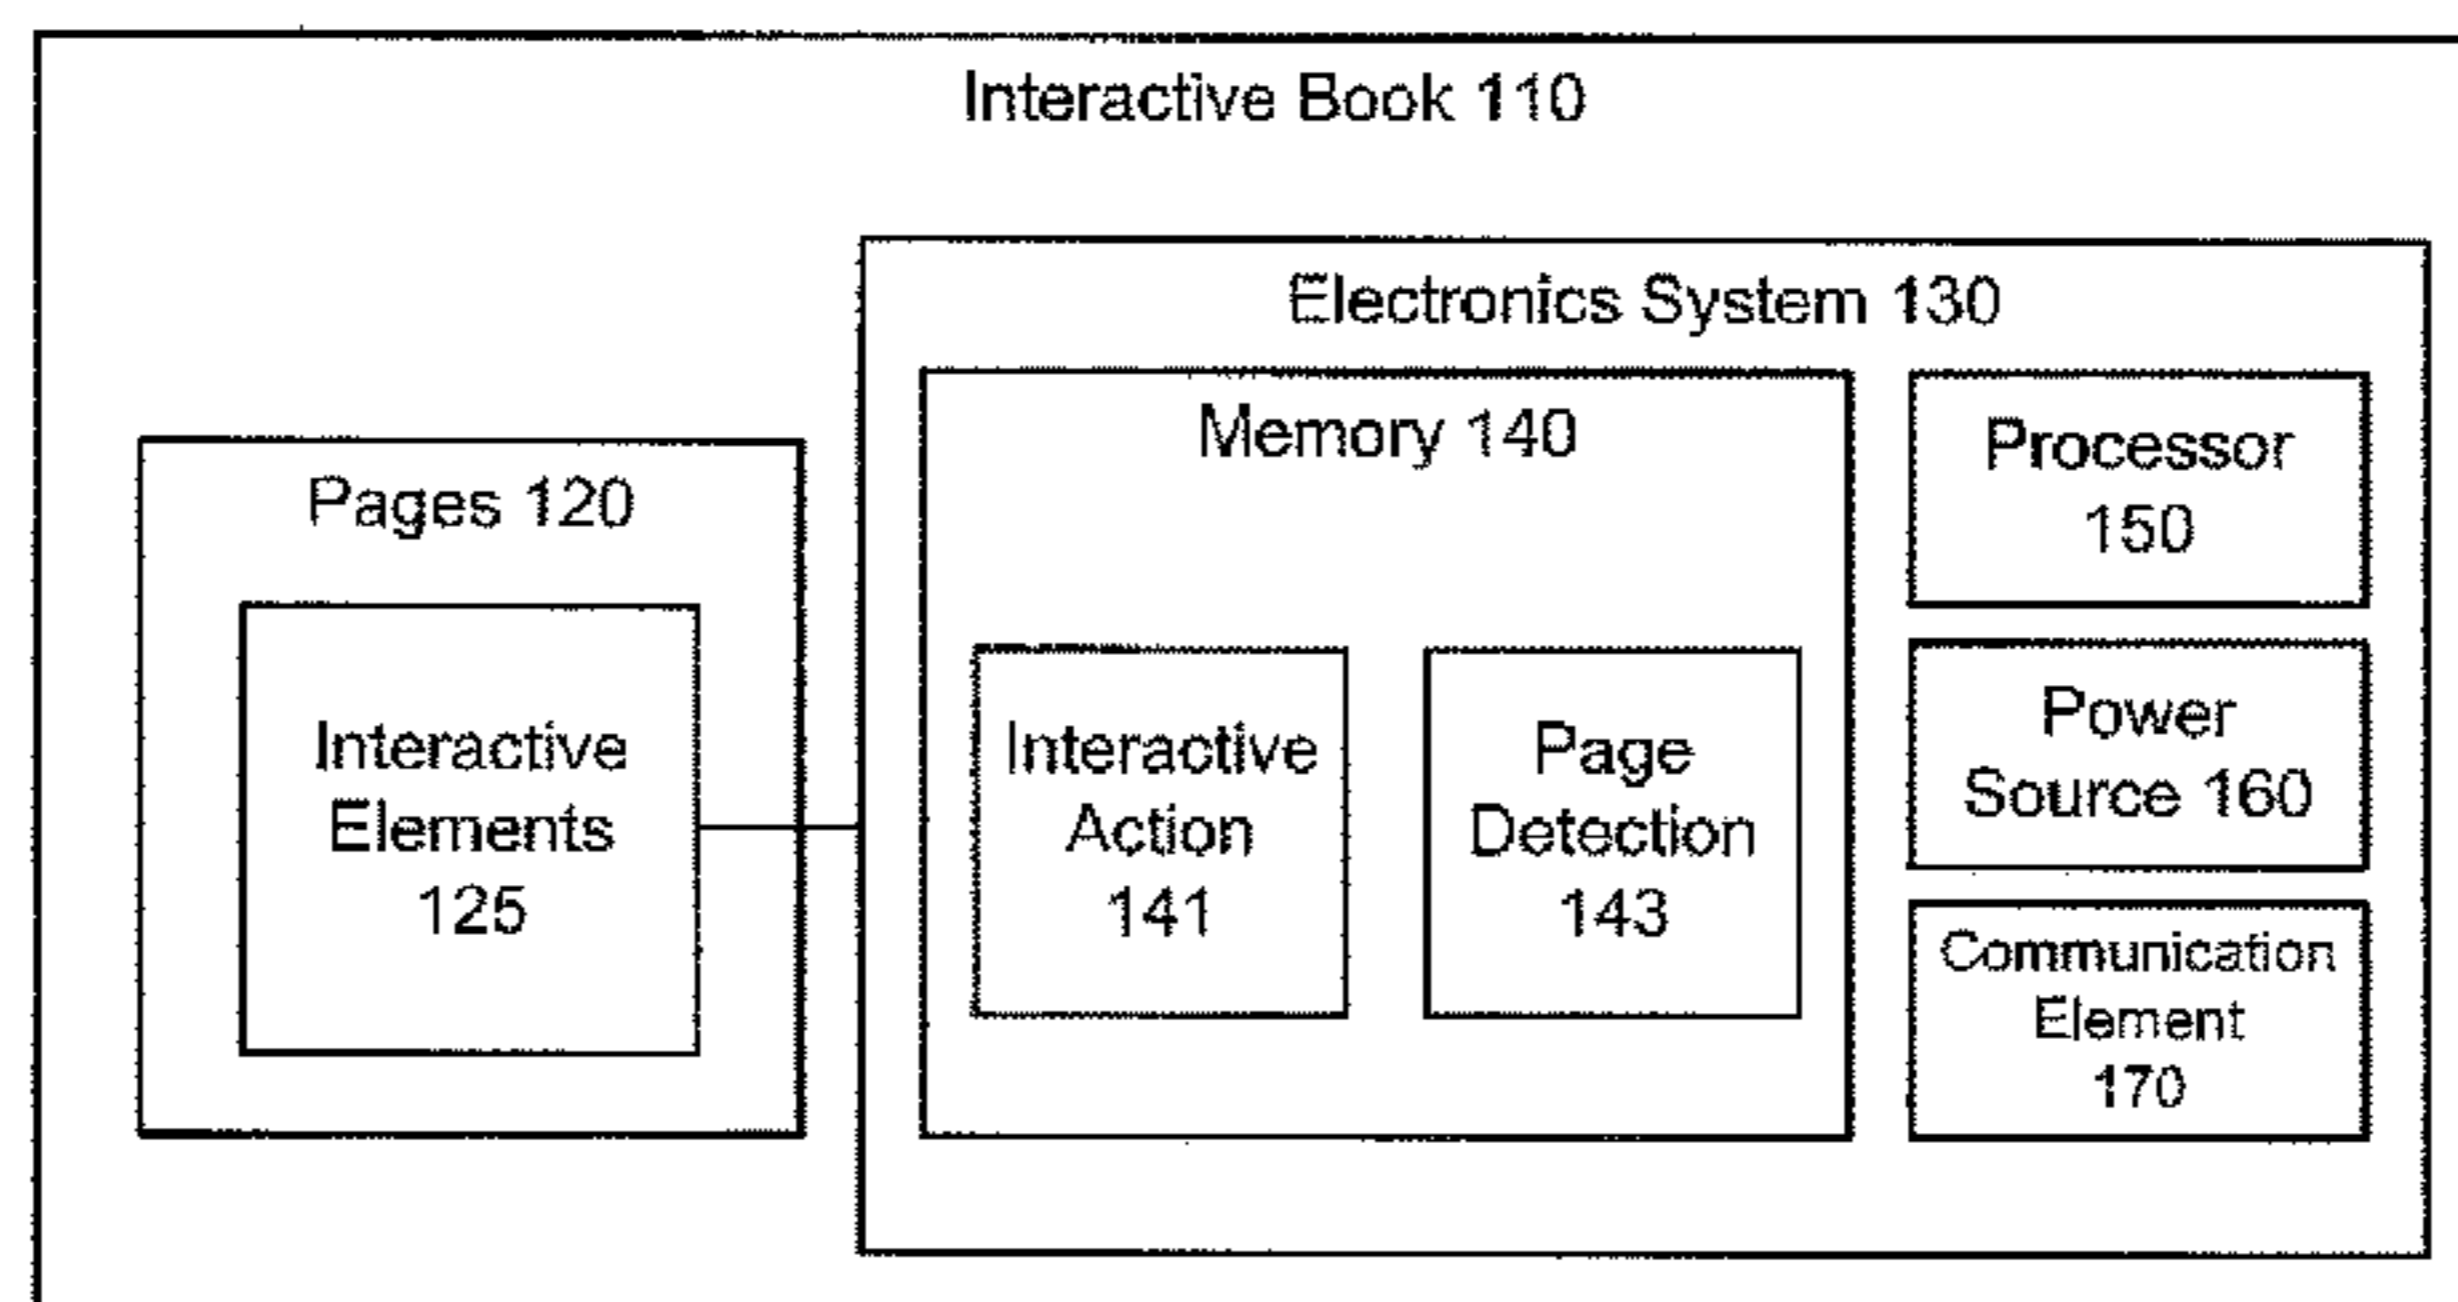 Interactive Book 110
Electronics System 130
Memory 140
Processor
150
Pages 120
Interactive
Elements
125
Interactive
Action
141
Page
Detection
143
Power
Source 160
Communication
Element
170